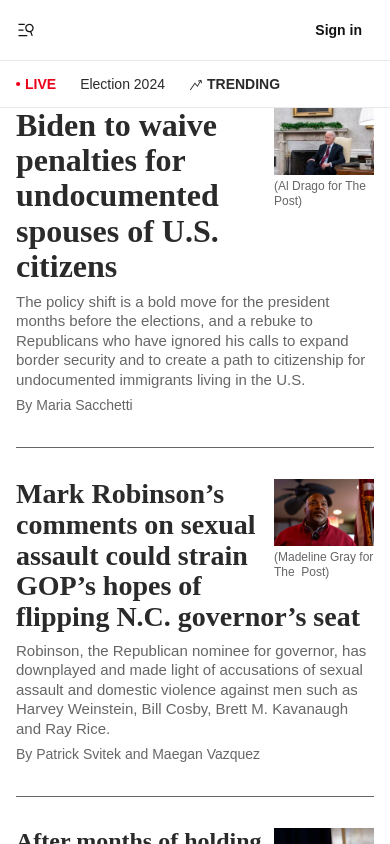 Sign in
LIVE
Election 2024
TRENDING
Biden to waive
penalties for
undocumented
spouses of U.S.
citizens
(Al Drago for The
Post)
The policy shift is a bold move for the president
months before the elections, and a rebuke to
Republicans who have ignored his calls to expand
border security and to create a path to citizenship for
undocumented immigrants living in the U.S.
By Maria Sacchetti
Mark Robinson’s
comments on sexual
assault could strain
GOP’s hopes of
flipping N.C. governor’s seat
(Madeline Gray for
The Post)
Robinson, the Republican nominee for governor, has
downplayed and made light of accusations of sexual
assault and domestic violence against men such as
Harvey Weinstein, Bill Cosby, Brett M. Kavanaugh
and Ray Rice.
By Patrick Svitek and Maegan Vazquez
After months of holding